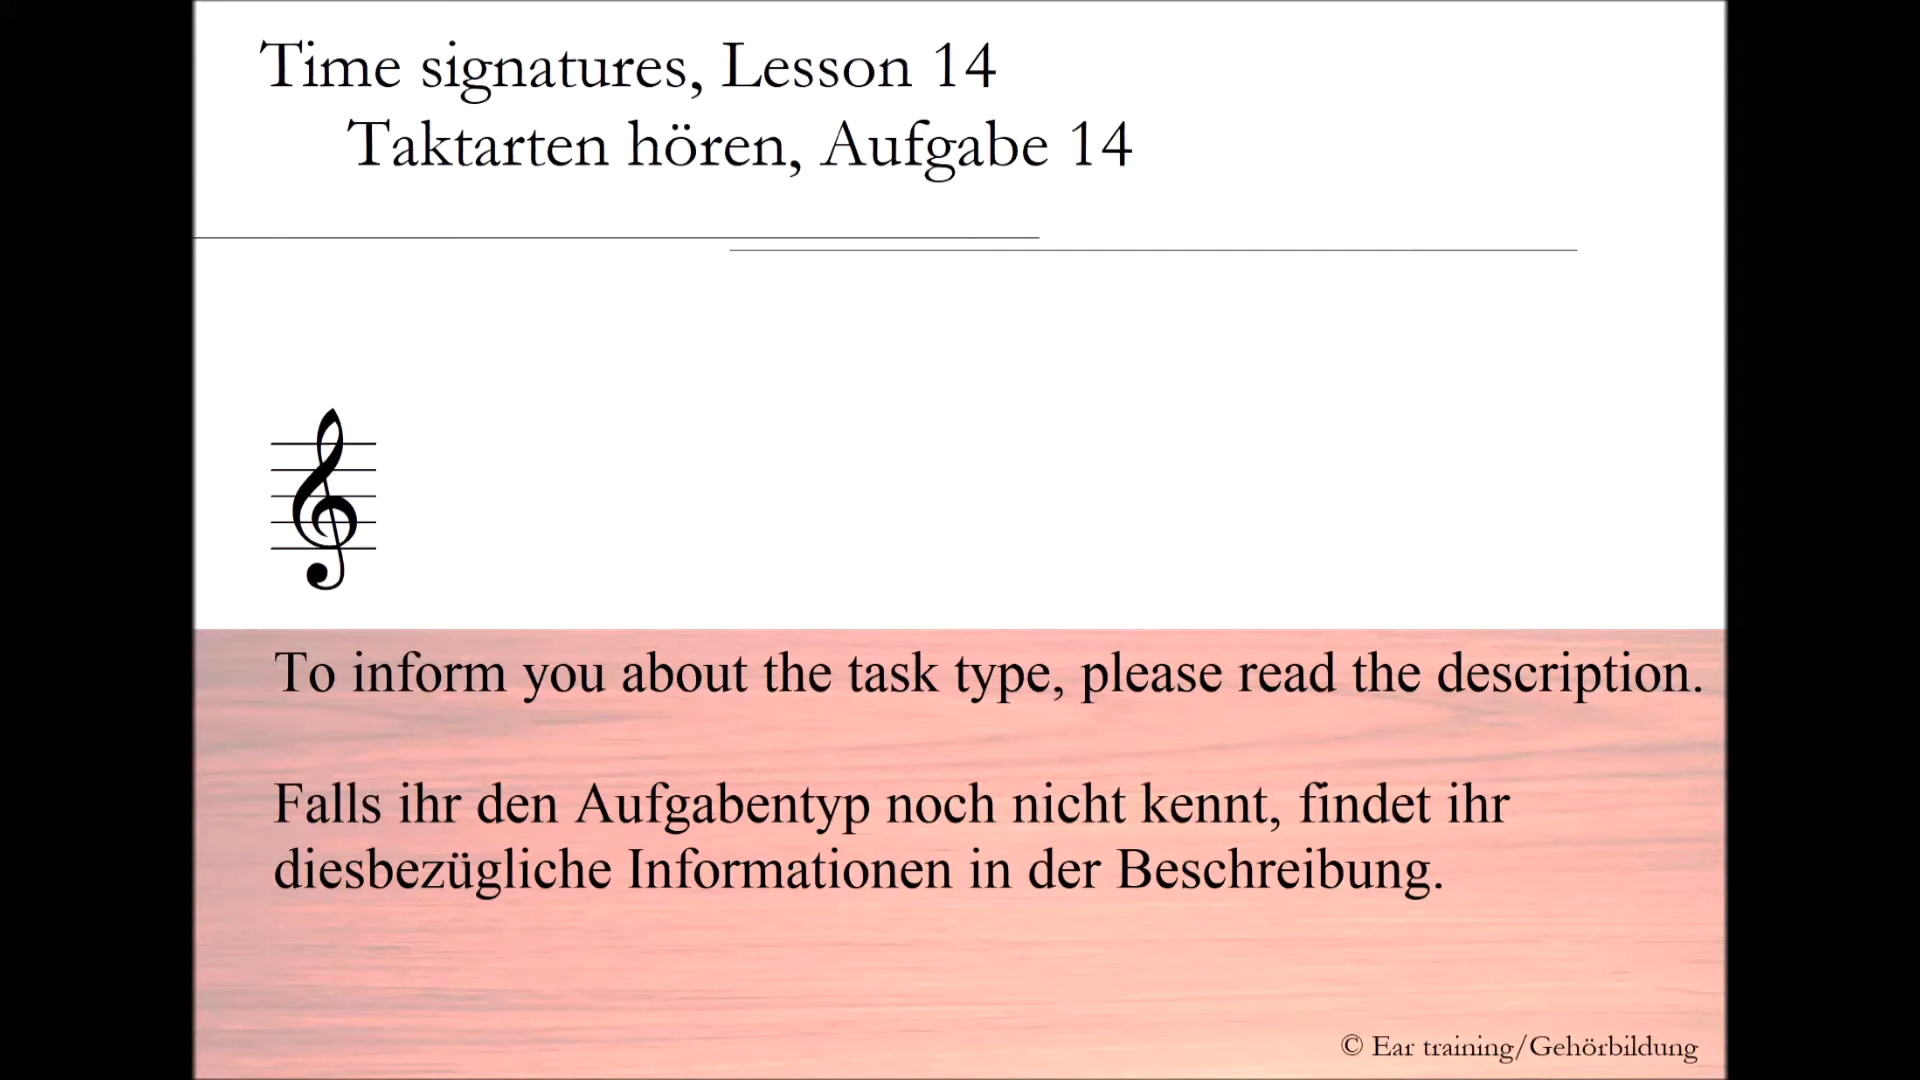 Time signatures, Lesson 14
Taktarten hören, Aufgabe 14
To inform you about the task type, please read the description.
Falls ihr den Aufgabentyp noch nicht kennt, findet ihr
diesbezügliche Informationen in der Beschreibung.
© Ear training/Gehörbildung